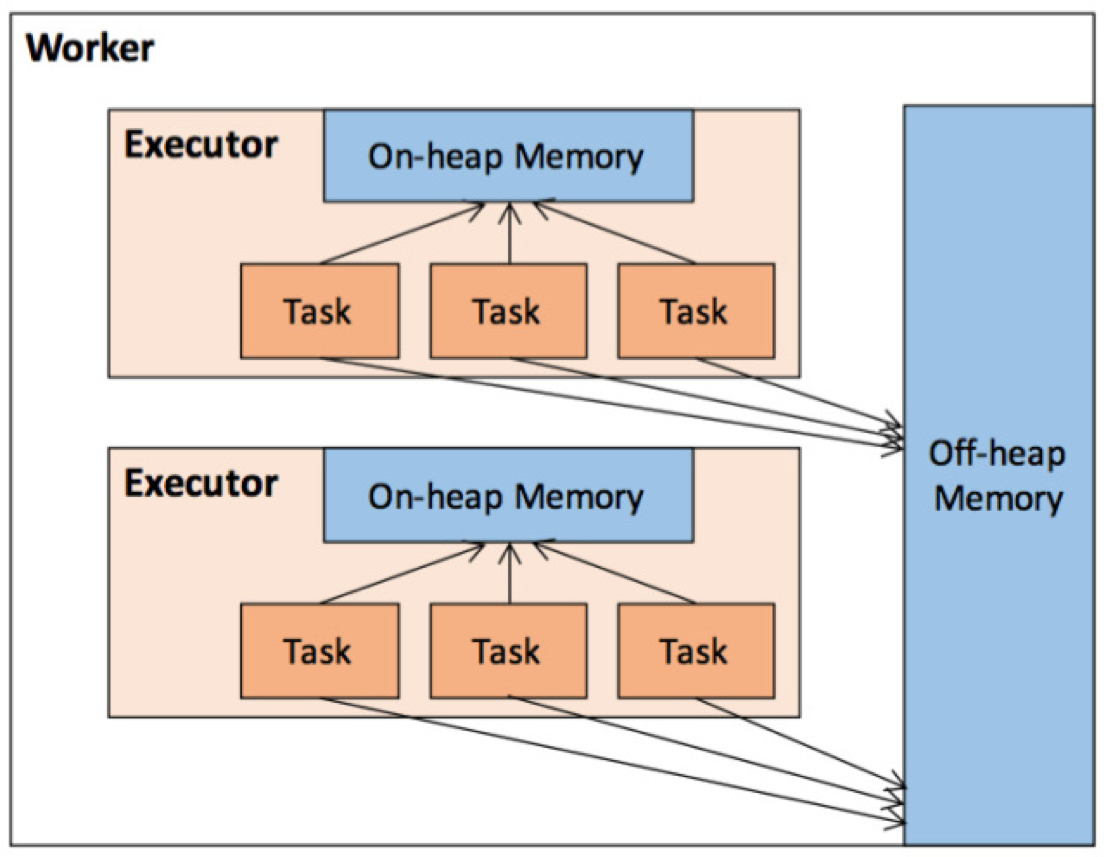 Worker
Executor
On-heap Memory
Task
Task
Task
Executor
On-heap Memory
Task
Task
Task
Off-heap
Memory